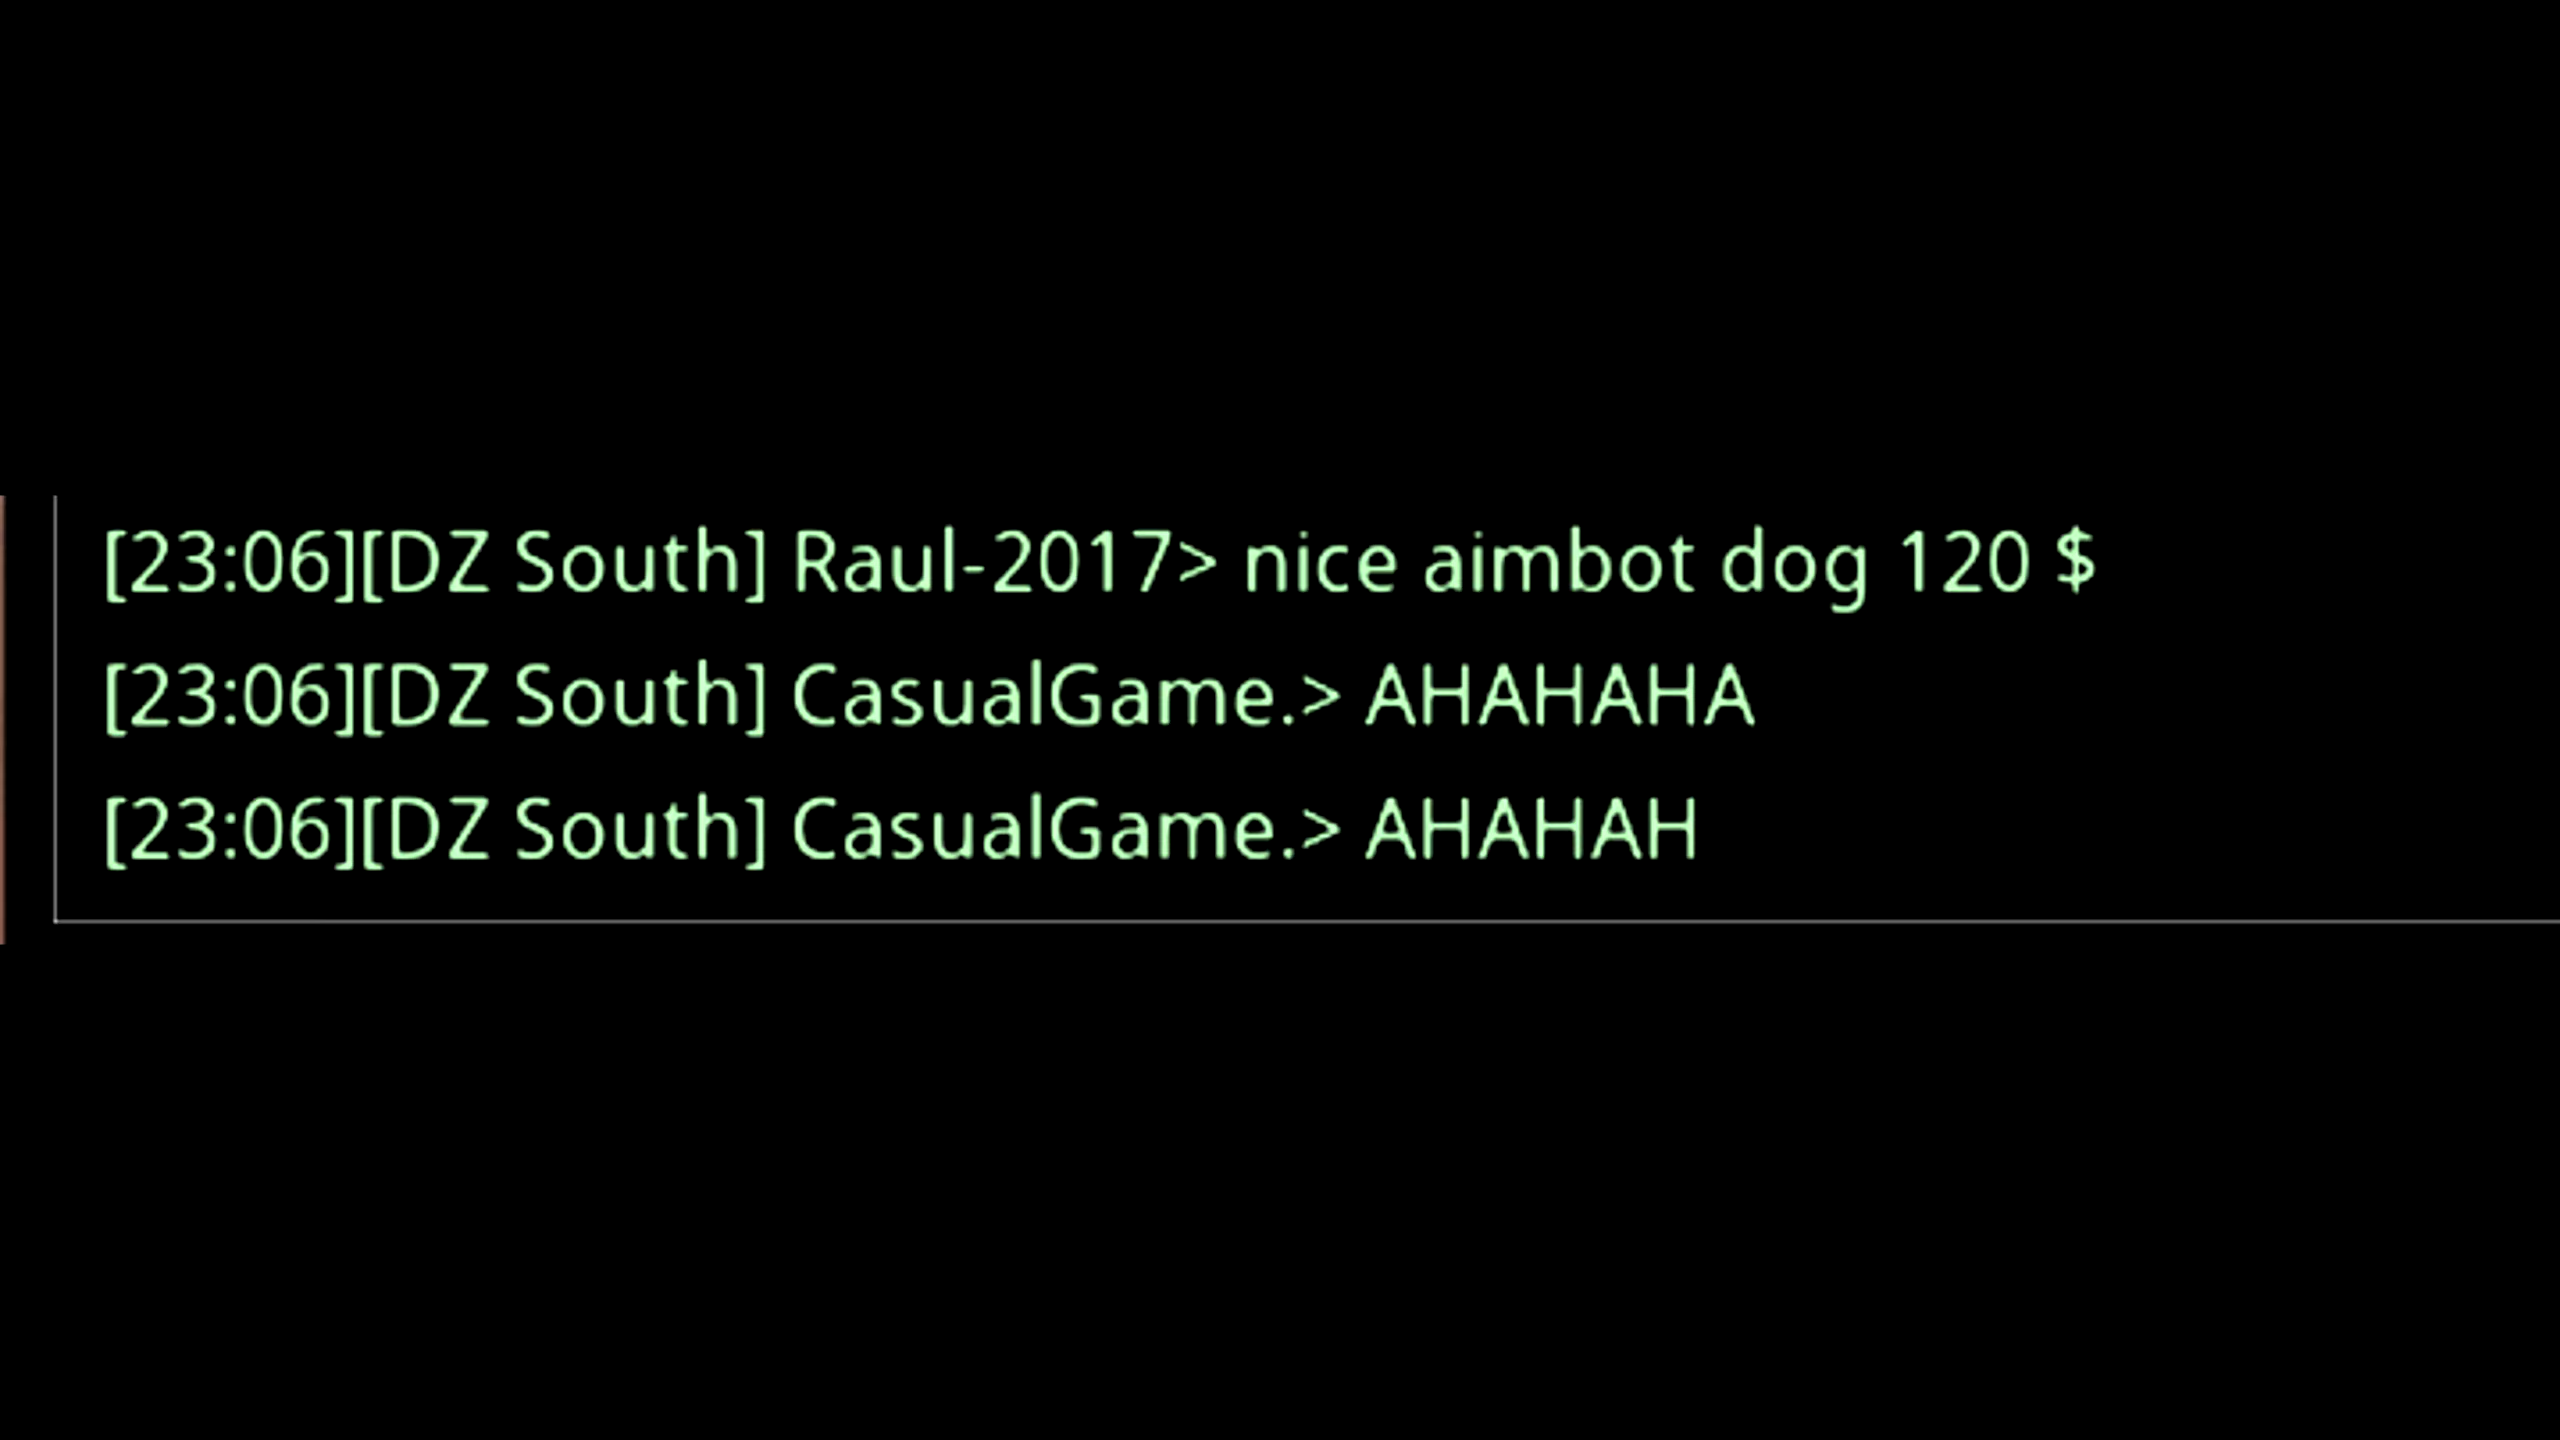 [23:06][DZ South] Raul-2017> nice aimbot dog 120 $
[23:06][DZ South] CasualGame.> AHAHAHA
[23:06][DZ South] CasualGame.> AHAHAH